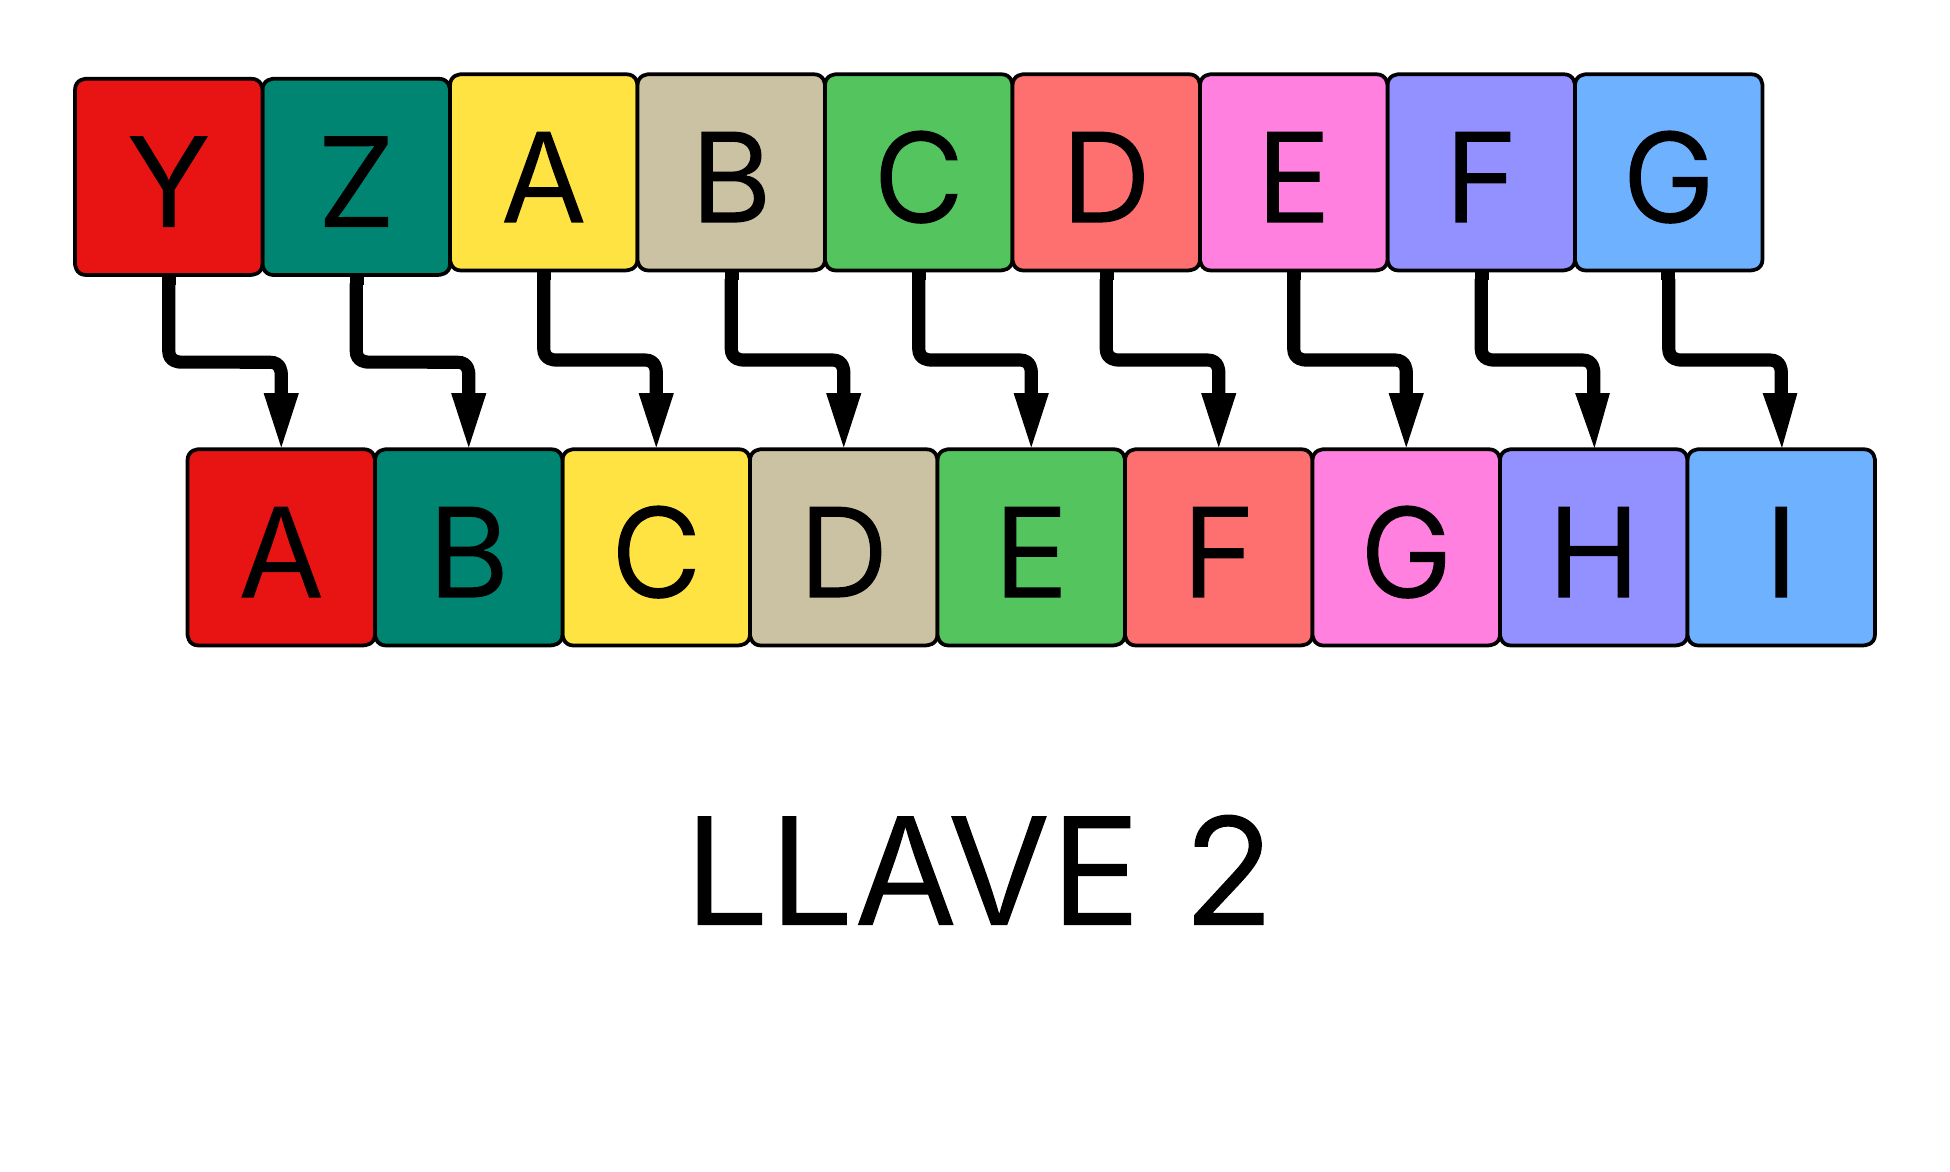 Y Z A B C D E F G
A B C D E F G H I
LLAVE 2